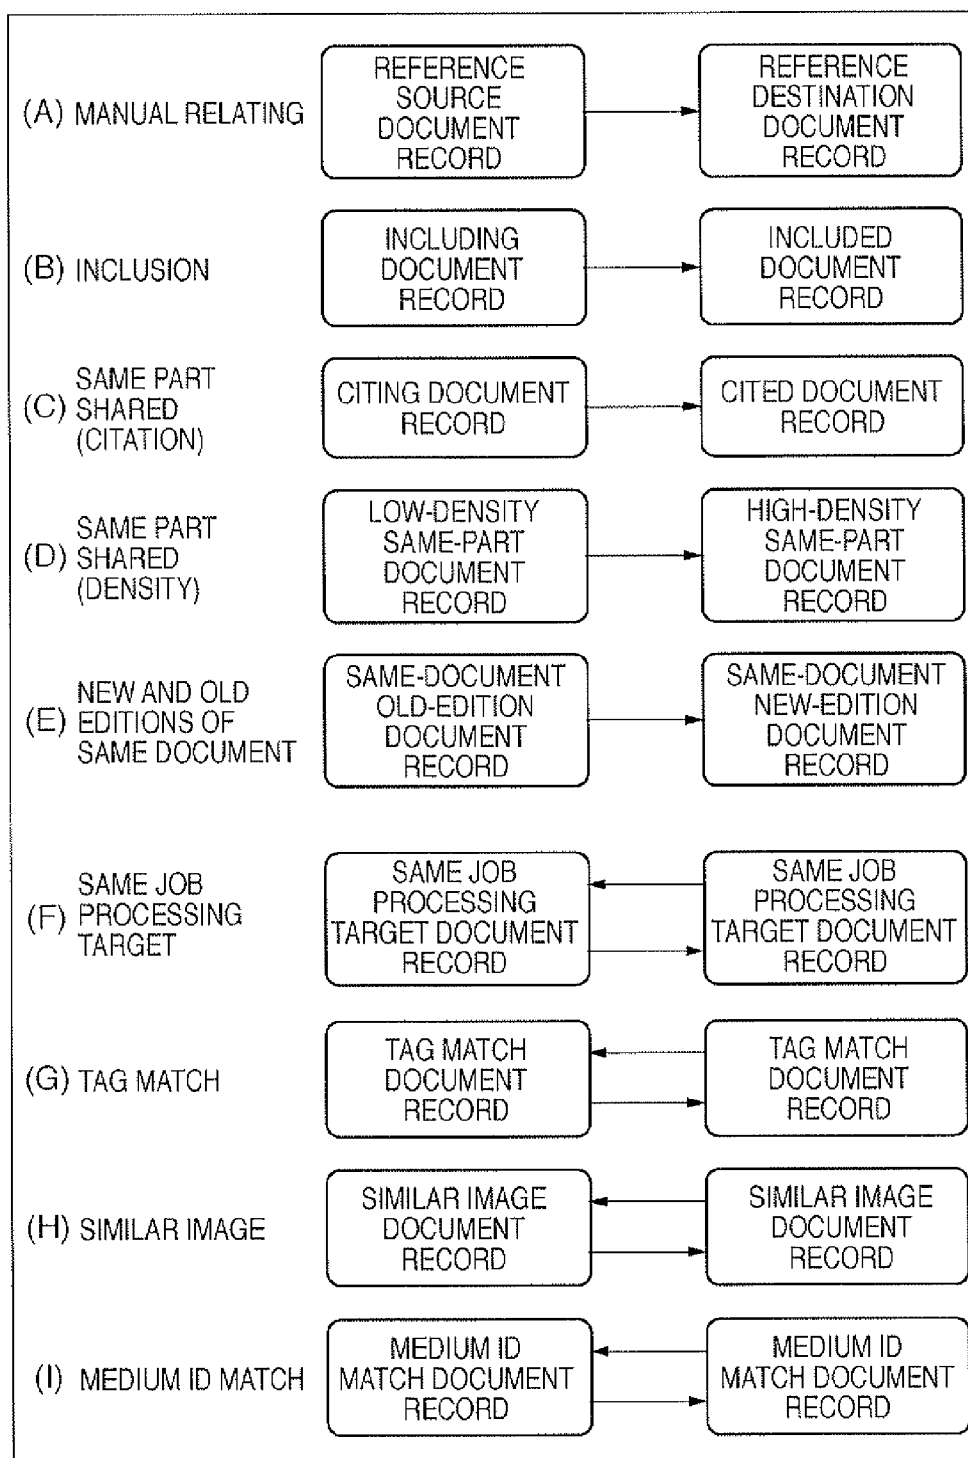 (A) MANUAL RELATING
REFERENCE
SOURCE
DOCUMENT
RECORD
REFERENCE
DESTINATION
DOCUMENT
RECORD
(B) INCLUSION
INCLUDING
DOCUMENT
RECORD
INCLUDED
DOCUMENT
RECORD
(C) SAME PART
SHARED
(CITATION)
CITING DOCUMENT
RECORD
CITED DOCUMENT
RECORD
(D) SAME PART
SHARED
(DENSITY)
LOW-DENSITY
SAME-PART
DOCUMENT
RECORD
HIGH-DENSITY
SAME-PART
DOCUMENT
RECORD
(E) NEW AND OLD
EDITIONS OF
SAME DOCUMENT
SAME-DOCUMENT
OLD-EDITION
DOCUMENT
RECORD
SAME-DOCUMENT
NEW-EDITION
DOCUMENT
RECORD
(F) SAME JOB
PROCESSING
TARGET
SAME JOB
PROCESSING
TARGET DOCUMENT
RECORD
SAME JOB
PROCESSING
TARGET DOCUMENT
RECORD
(G) TAG MATCH
TAG MATCH
DOCUMENT
RECORD
TAG MATCH
DOCUMENT
RECORD
(H) SIMILAR IMAGE
SIMILAR IMAGE
DOCUMENT
RECORD
SIMILAR IMAGE
DOCUMENT
RECORD
(I) MEDIUM ID MATCH
MEDIUM ID
MATCH DOCUMENT
RECORD
MEDIUM ID
MATCH DOCUMENT
RECORD